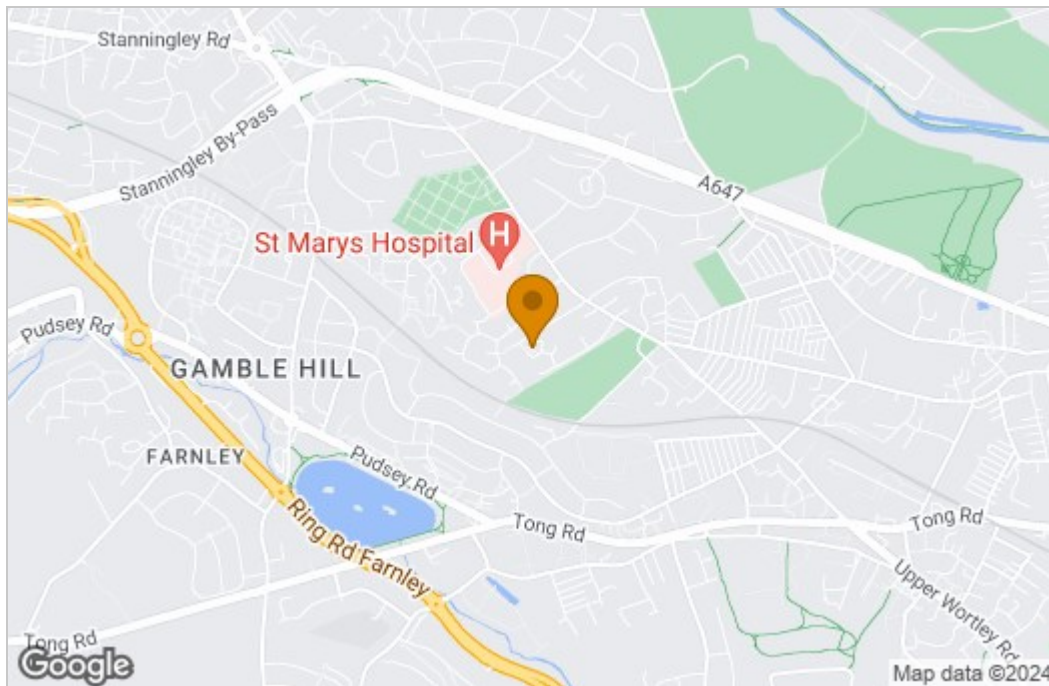 Stanningley Rd
Stanningley By-Pass
A647
St Marys Hospital
H
Pudsey Rd
GAMBLE HILL
FARNLEY
Pudsey Rd
Ring Rd Farnley
Tong Rd
Tong Rd
Upper Wortley Rd
Tong Rd
Google
Map data ©2024